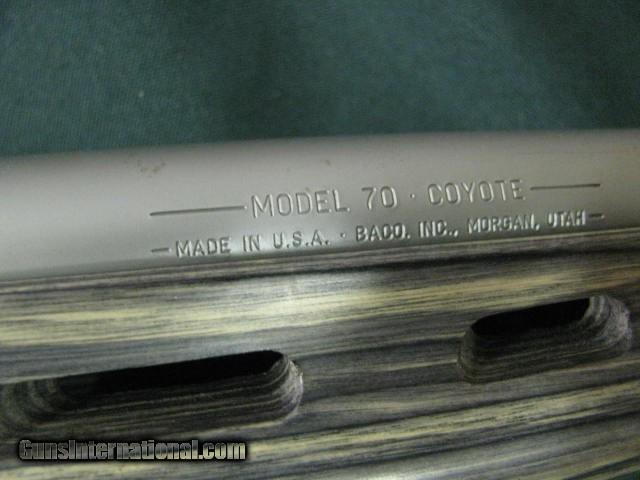 MODEL 70 · COYOTE
MADE IN U.S.A. · BACO. INC., MORGAN, UTAH
GunsInternational.com